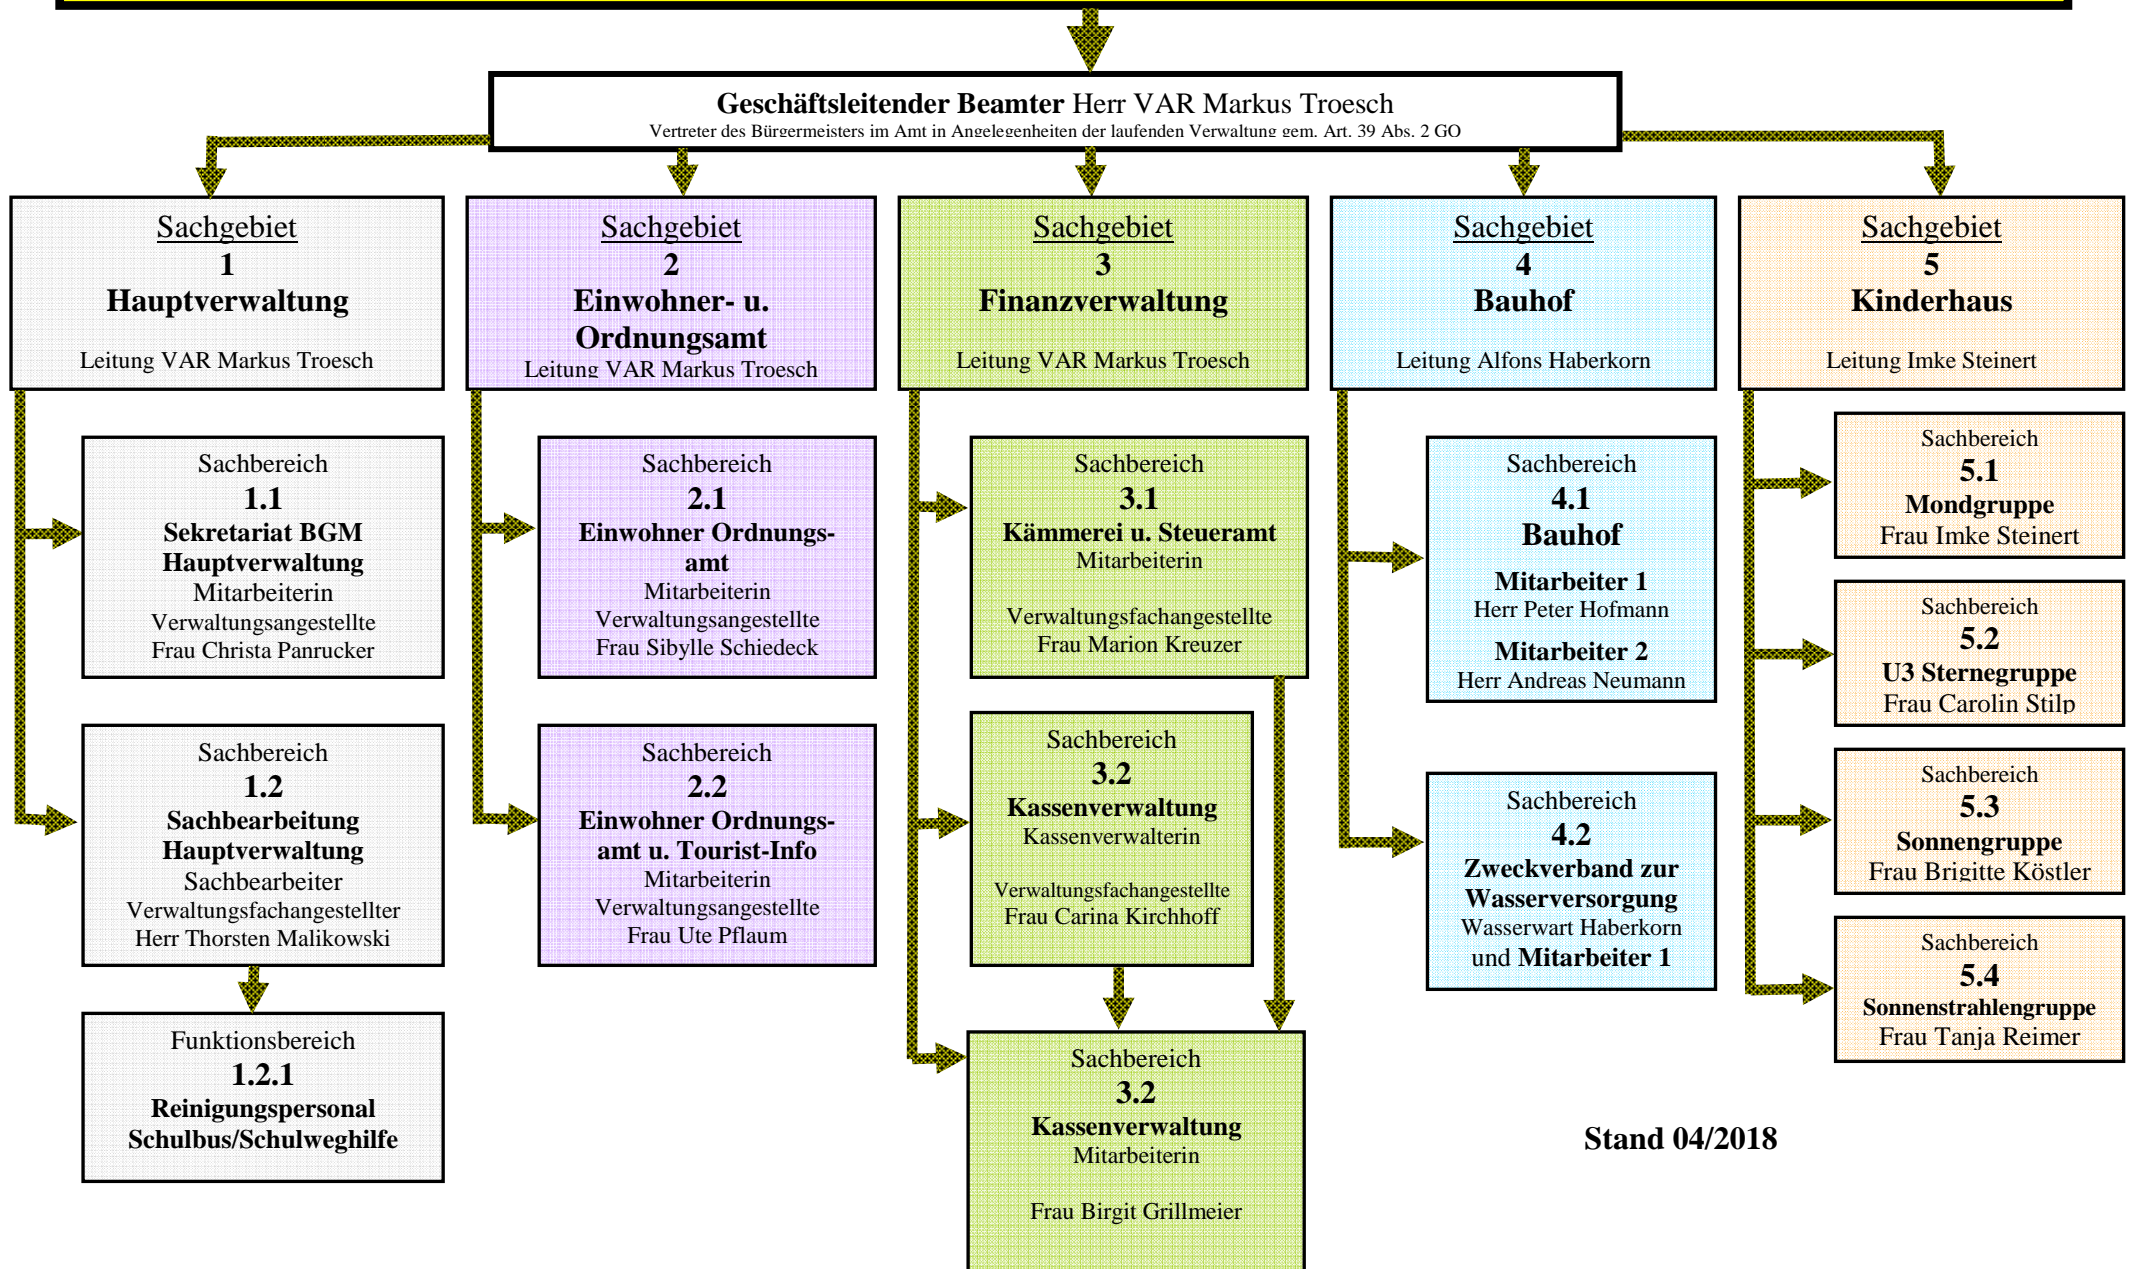 Geschäftsleitender Beamter Herr VAR Markus Troesch
Vertreter des Bürgermeisters im Amt in Angelegenheiten der laufenden Verwaltung gem. Art. 39 Abs. 2 GO
Sachgebiet
1
Hauptverwaltung
Leitung VAR Markus Troesch
Sachbereich
1.1
Sekretariat BGM
Hauptverwaltung
Mitarbeiterin
Verwaltungsangestellte
Frau Christa Panrucker
Sachbereich
1.2
Sachbearbeitung
Hauptverwaltung
Sachbearbeiter
Verwaltungsfachangestellter
Herr Thorsten Malikowski
Funktionsbereich
1.2.1
Reinigungspersonal
Schulbus/Schulweghilfe
Sachgebiet
2
Einwohner- u.
Ordnungsamt
Leitung VAR Markus Troesch
Sachbereich
2.1
Einwohner Ordnungs-
amt
Mitarbeiterin
Verwaltungsangestellte
Frau Sibylle Schiedeck
Sachbereich
2.2
Einwohner Ordnungs-
amt u. Tourist-Info
Mitarbeiterin
Verwaltungsangestellte
Frau Ute Pflaum
Sachgebiet
3
Finanzverwaltung
Leitung VAR Markus Troesch
Sachbereich
3.1
Kämmerei u. Steueramt
Mitarbeiterin
Verwaltungsfachangestellte
Frau Marion Kreuzer
Sachbereich
3.2
Kassenverwaltung
Kassenverwalterin
Verwaltungsfachangestellte
Frau Carina Kirchhoff
Sachbereich
3.2
Kassenverwaltung
Mitarbeiterin
Frau Birgit Grillmeier
Sachgebiet
4
Bauhof
Leitung Alfons Haberkorn
Sachbereich
4.1
Bauhof
Mitarbeiter 1
Herr Peter Hofmann
Mitarbeiter 2
Herr Andreas Neumann
Sachbereich
4.2
Zweckverband zur
Wasserversorgung
Wasserwart Haberkorn
und Mitarbeiter 1
Sachgebiet
5
Kinderhaus
Leitung Imke Steinert
Sachbereich
5.1
Mondgruppe
Frau Imke Steinert
Sachbereich
5.2
U3 Sternegruppe
Frau Carolin Stilp
Sachbereich
5.3
Sonnengruppe
Frau Brigitte Köstler
Sachbereich
5.4
Sonnenstrahlengruppe
Frau Tanja Reimer
Stand 04/2018